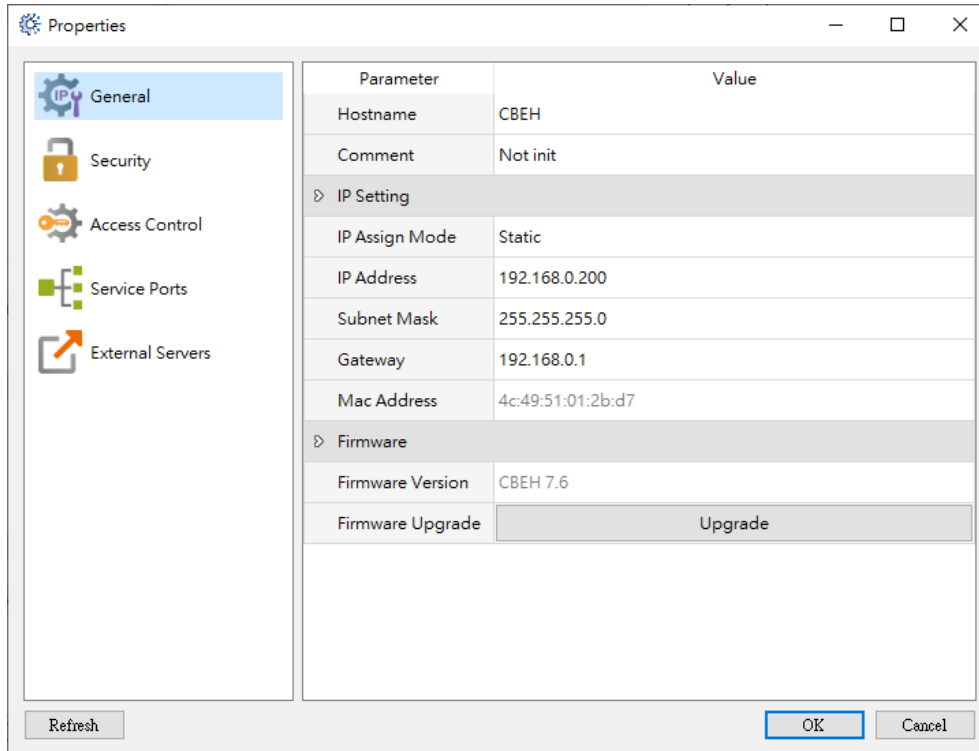 Properties
General
Security
Access Control
Service Ports
External Servers
Parameter Value
Hostname CBEH
Comment Not init
IP Setting
IP Assign Mode Static
IP Address 192.168.0.200
Subnet Mask 255.255.255.0
Gateway 192.168.0.1
Mac Address 4c:49:51:01:2b:d7
Firmware
Firmware Version CBEH 7.6
Firmware Upgrade Upgrade
Refresh OK Cancel